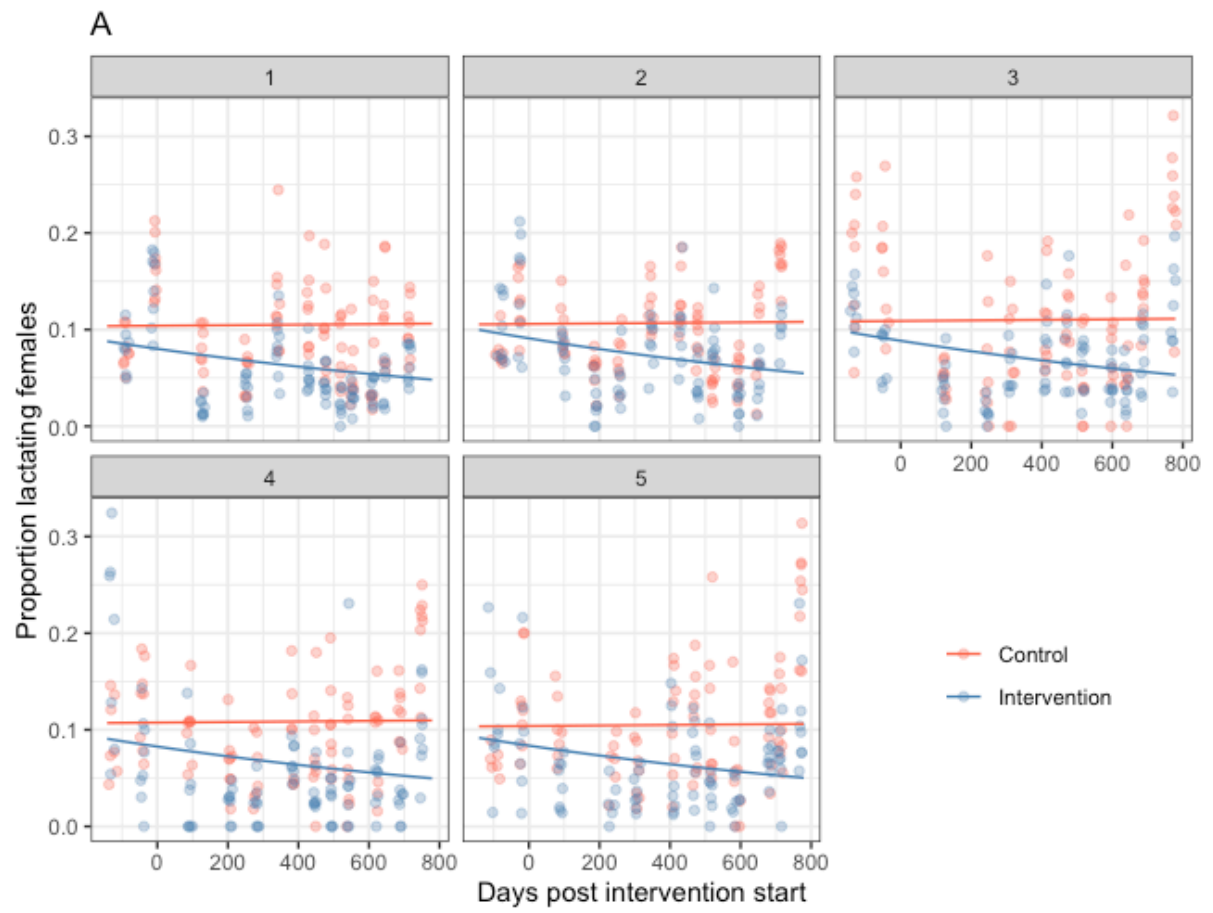 A
1 2 3
0.3
0.2
0.1
0.0
0 200 400 600 800
4 5
0.3
0.2
0.1
0.0
0 200 400 600 800 0 200 400 600 800
Proportion lactating females
Days post intervention start
Control
Intervention